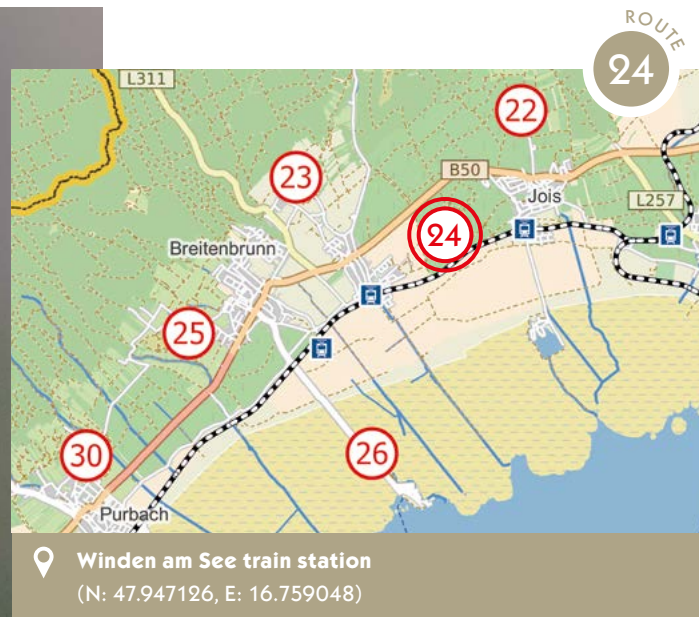 ROUTE
24
L311
22
23
B50
Jois
L257
24
Breitenbrunn
25
26
30
Purbach
Winden am See train station
(N: 47.947126, E: 16.759048)